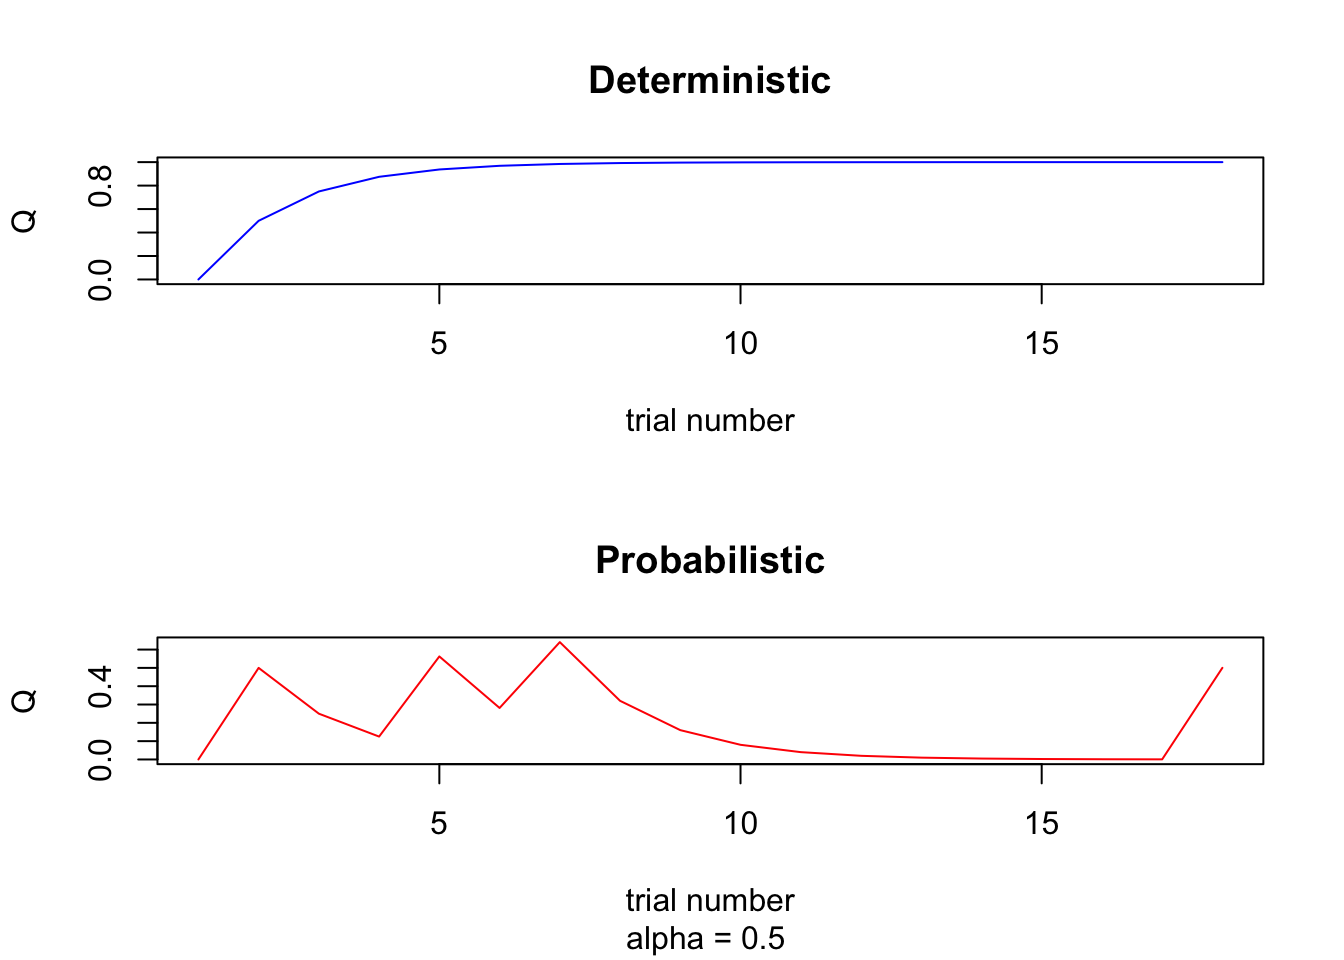 Deterministic
Q
0.8
0.0
5 10 15
trial number
Probabilistic
Q
0.4
0.0
5 10 15
trial number
alpha = 0.5